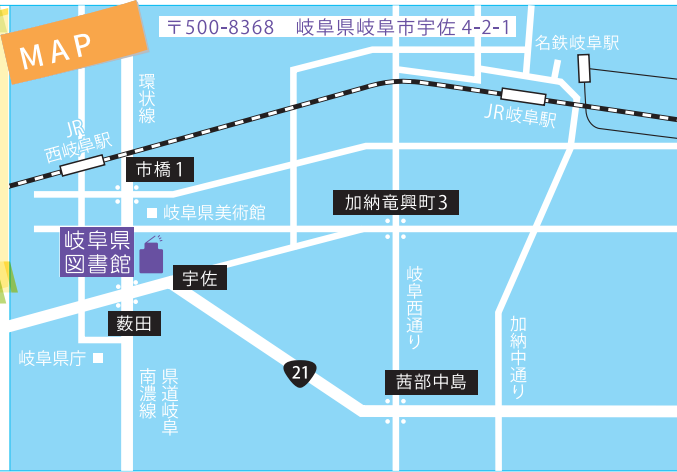 MAP
〒500-8368 岐阜県岐阜市宇佐 4-2-1
名鉄岐阜駅
環状線
JR岐阜駅
JR
西岐阜駅
市橋1
加納竜興町3
岐阜県美術館
岐阜県
図書館
宇佐
薮田
岐阜西通り
加納中通り
岐阜県庁
21
茜部中島
県道岐阜
南濃線